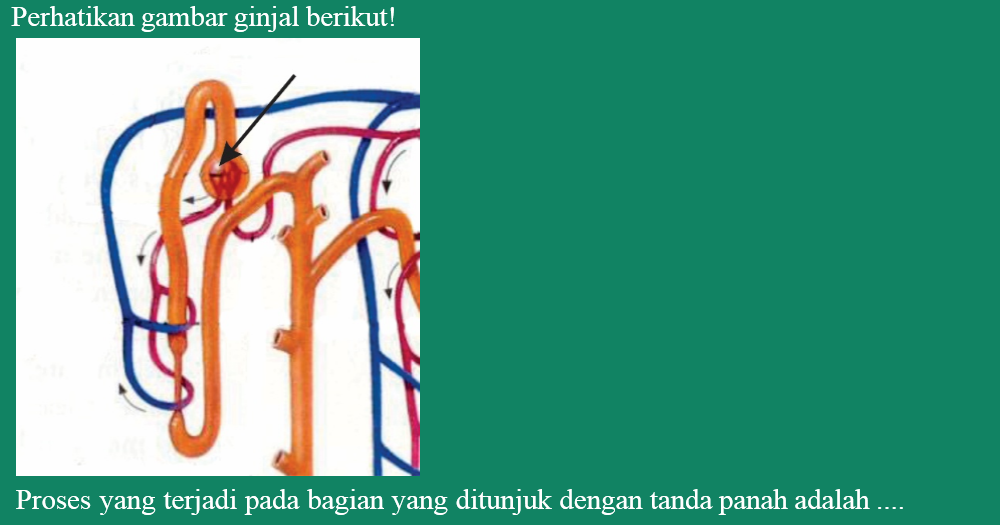 Perhatikan gambar ginjal berikut!
Proses yang terjadi pada bagian yang ditunjuk dengan tanda panah adalah ....